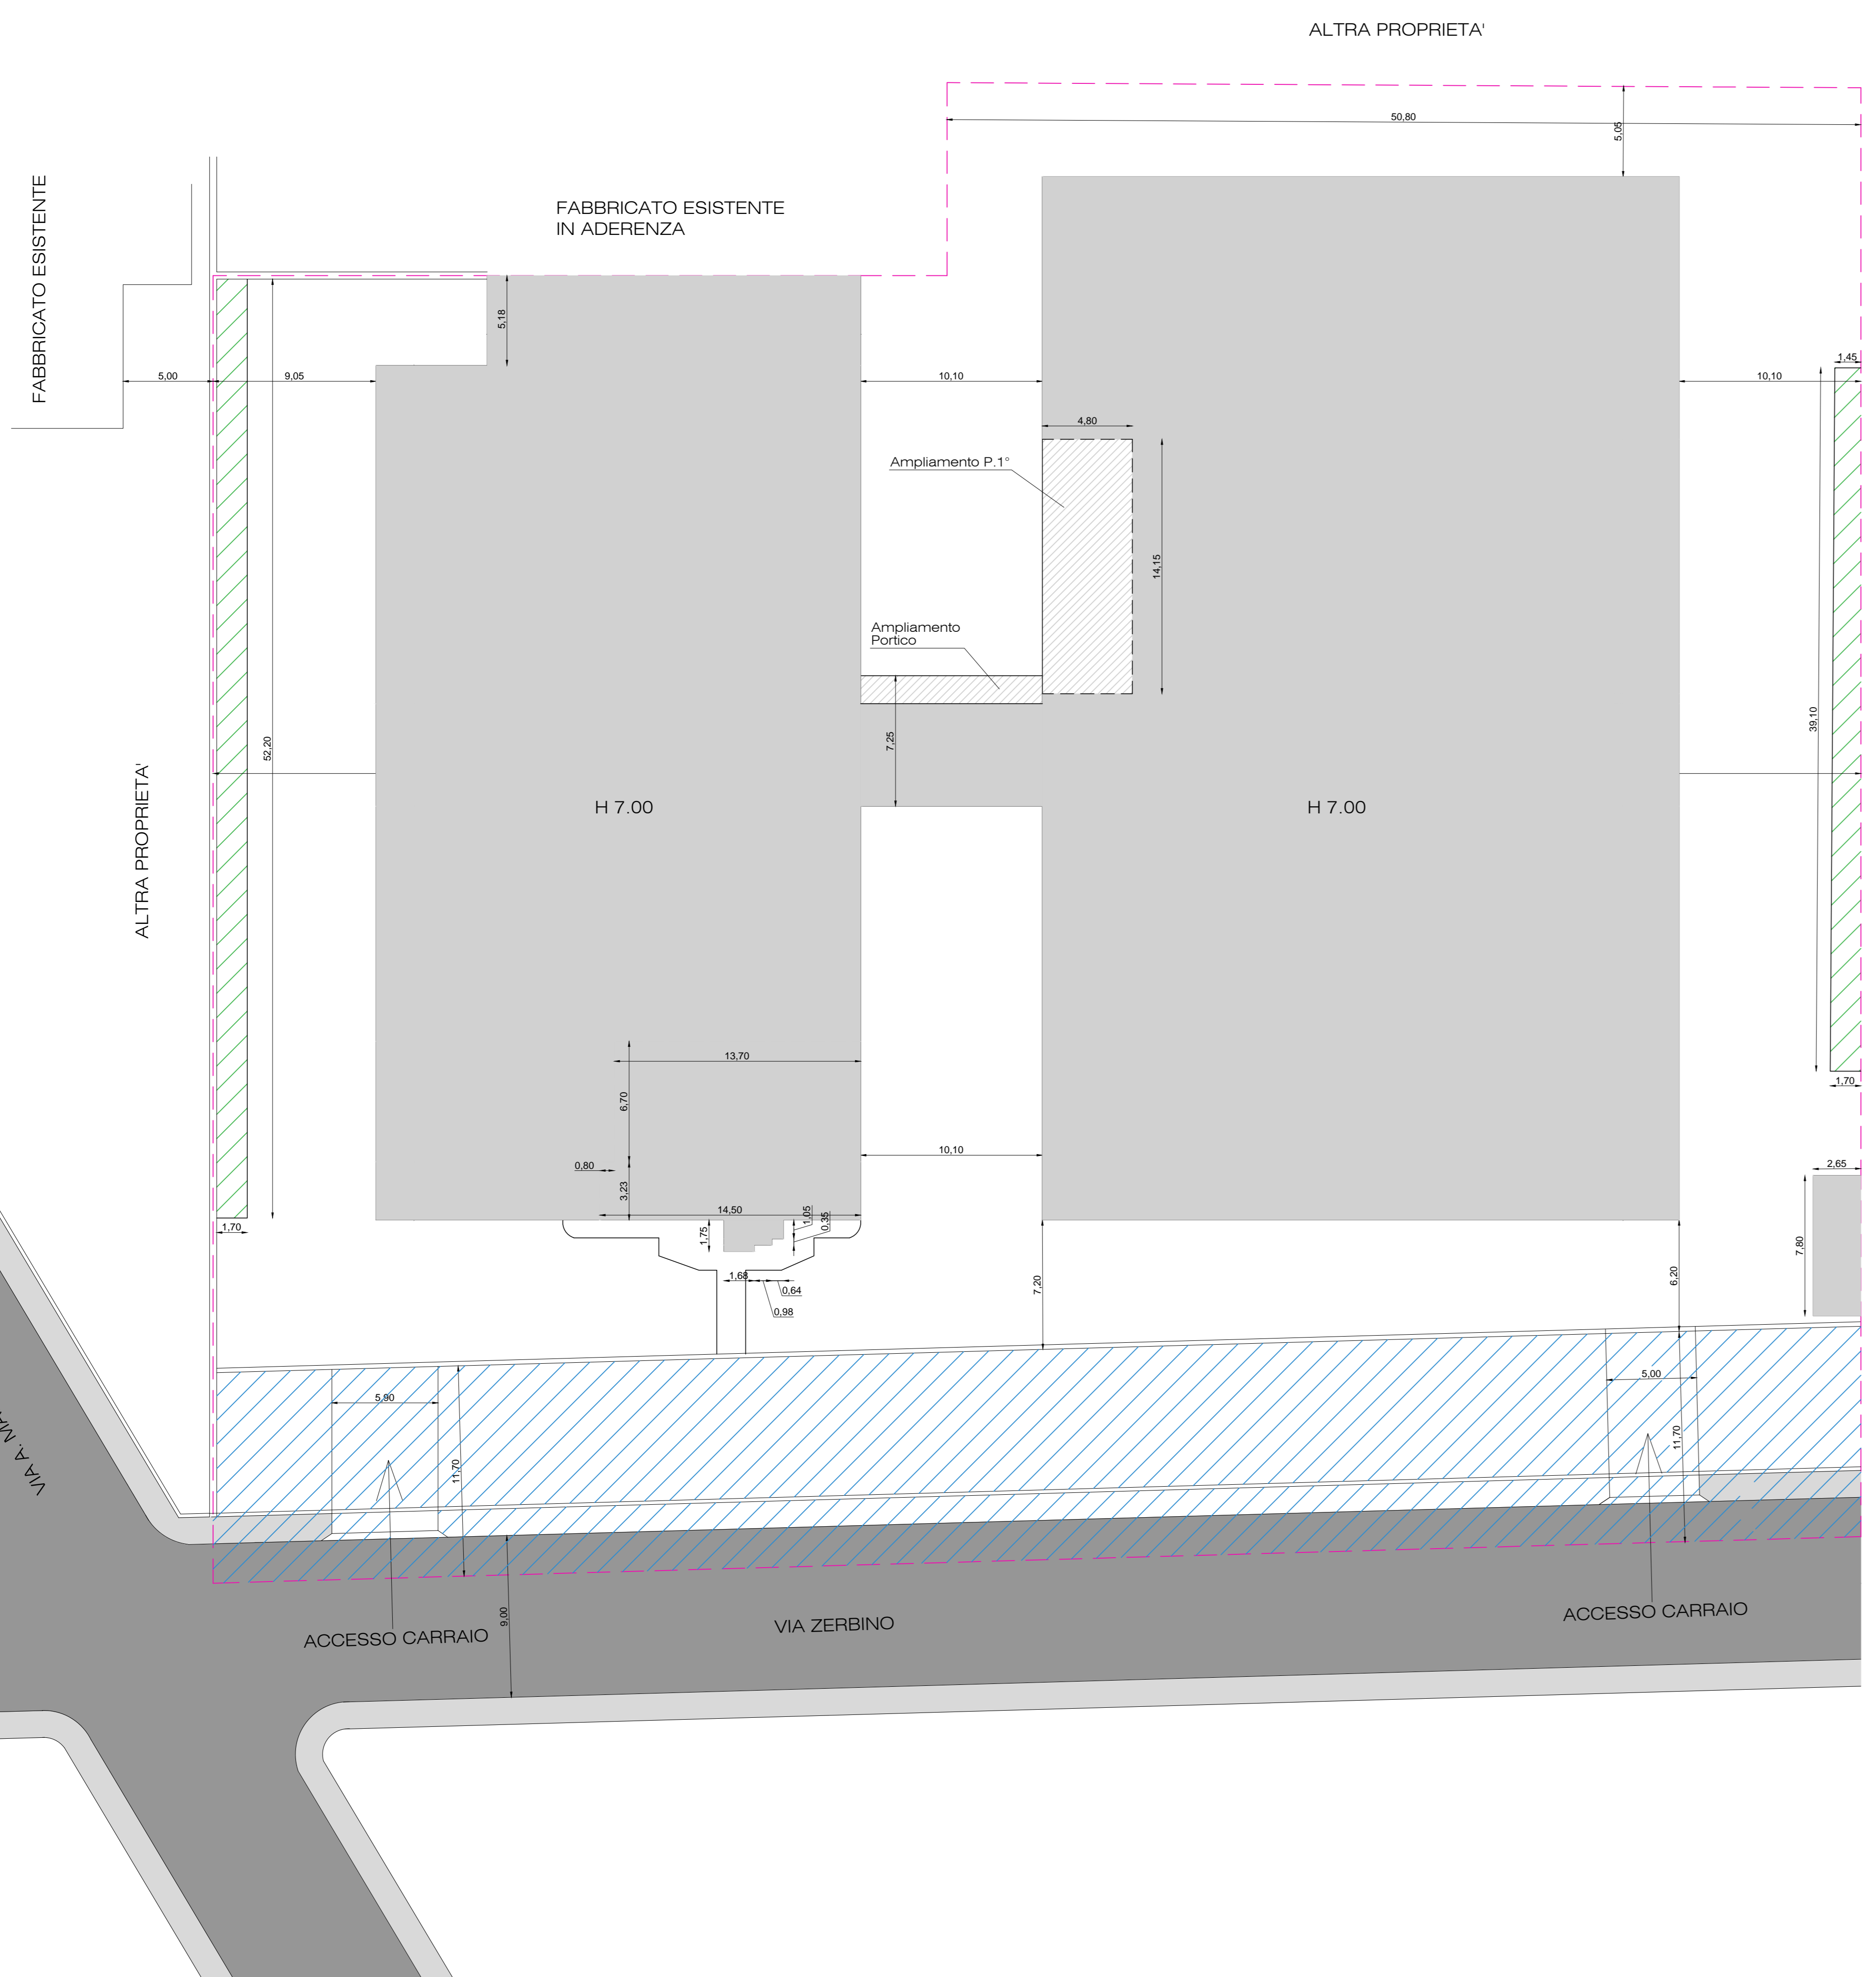 ALTRA PROPRIETA'
50,80
5,05
FABBRICATO ESISTENTE
FABBRICATO ESISTENTE
IN ADERENZA
5,18
5,00
9,05
10,10
10,10
1,45
4,80
Ampliamento P.1°
14,15
Ampliamento
Portico
7,25
52,20
39,10
ALTRA PROPRIETA'
H 7.00
H 7.00
13,70
6,70
1,70
10,10
0,80
3,23
2,65
14,50
1,05
0,35
1,70
1,75
7,80
7,20
6,20
1,68
0,64
0,98
5,90
5,00
11,70
11,70
VIA A.
9,00
VIA ZERBINO
ACCESSO CARRAIO
ACCESSO CARRAIO